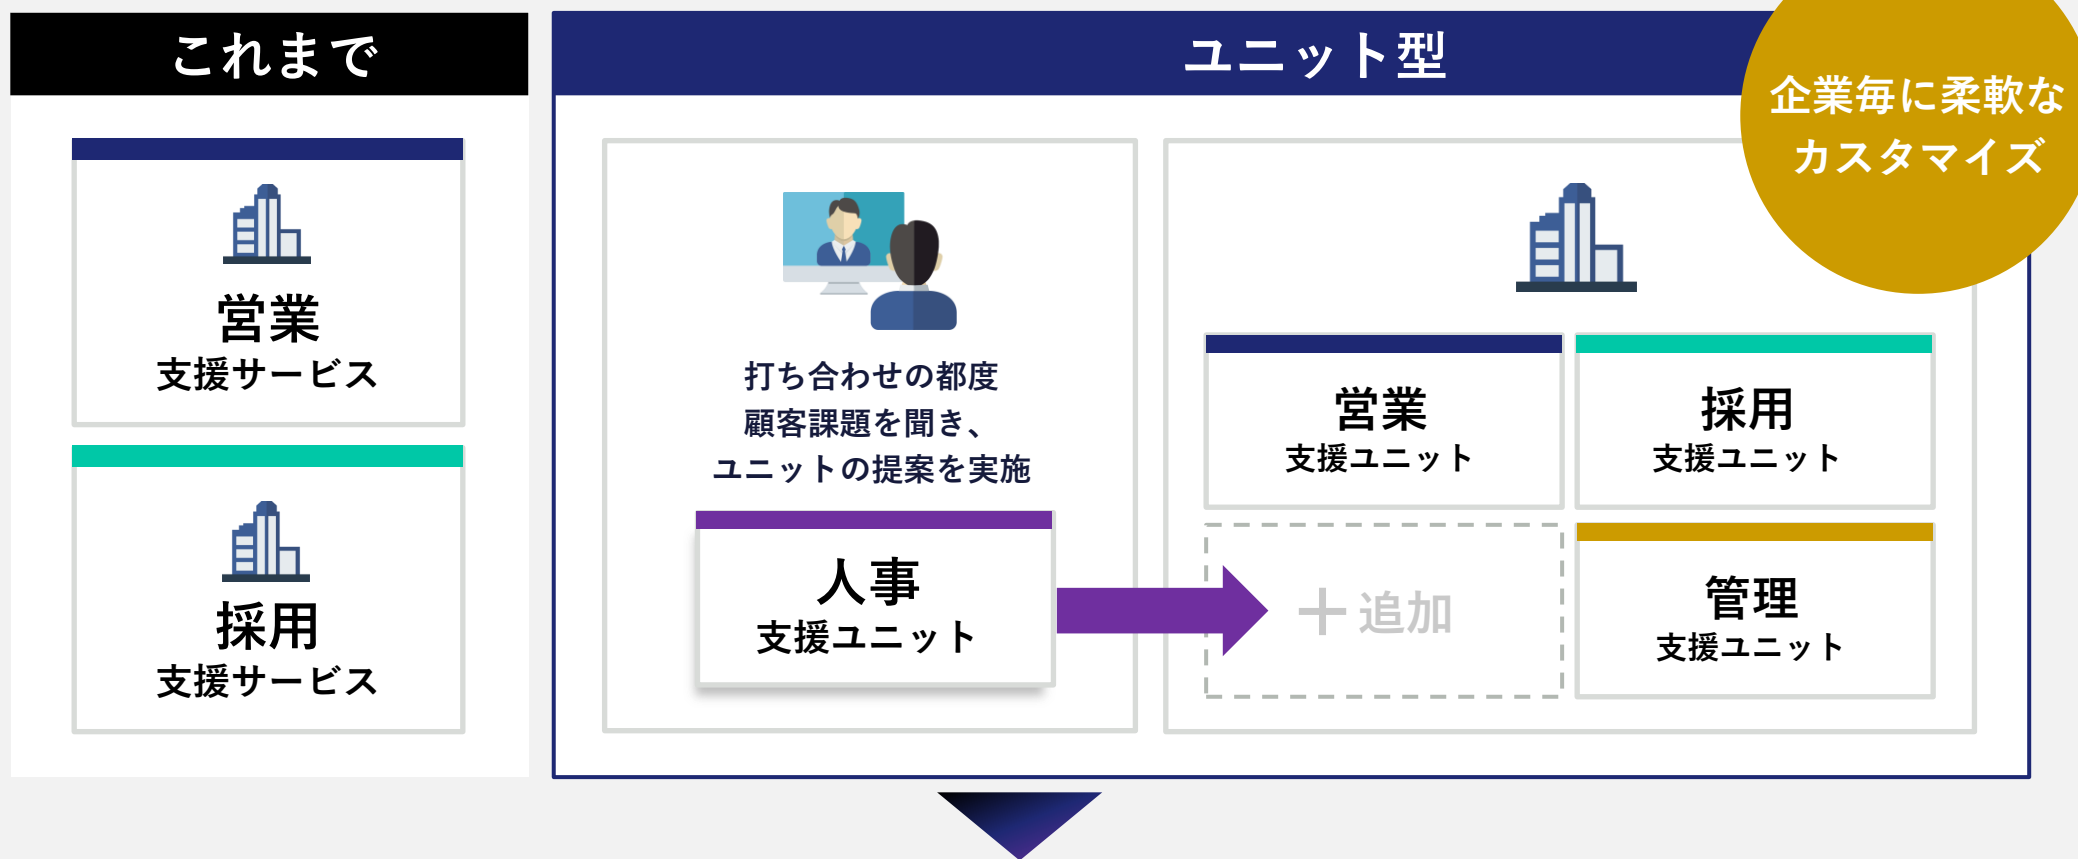 これまで
営業
支援サービス
採用
支援サービス
ユニット型
企業毎に柔軟な
カスタマイズ
打ち合わせの都度
顧客課題を聞き、
ユニットの提案を実施
人事
支援ユニット
営業
支援ユニット
採用
支援ユニット
＋追加
管理
支援ユニット